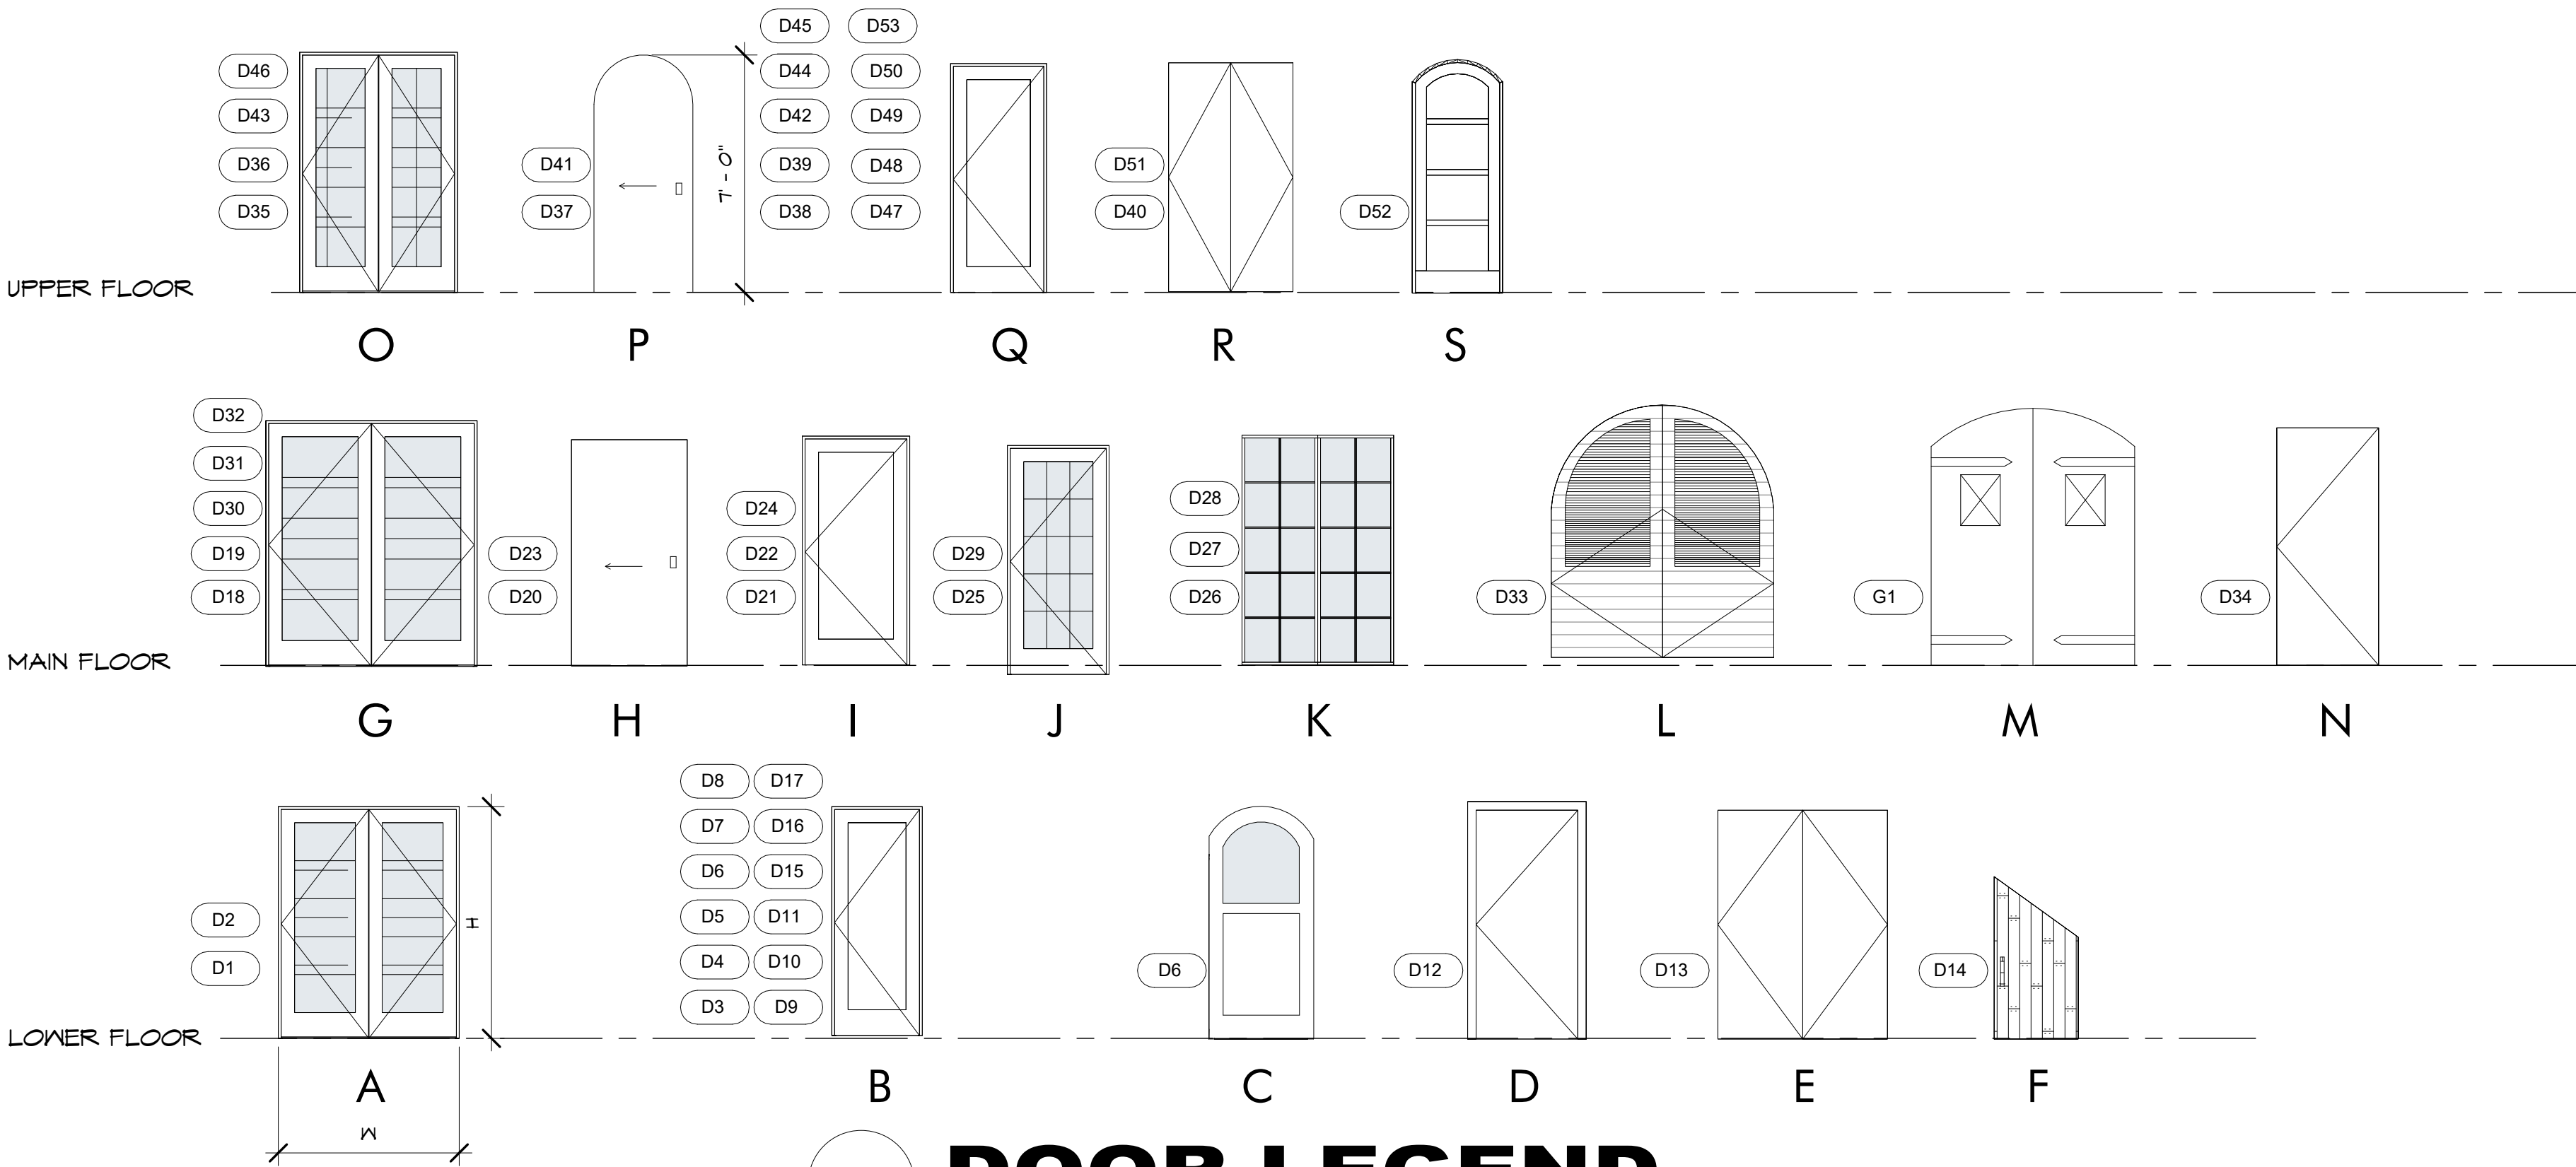 D45 D53
D46 D44 D50
D43 D42 D49
D36 D41 D39 D48 D51
D35 D37 D38 D47 D40 D52
7' - 0"
UPPER FLOOR
O P Q R S
D32
D31
D30 D24 D28
D19 D23 D22 D29 D27
D18 D20 D21 D25 D26 D33 G1 D34
MAIN FLOOR
G H I J K L M N
D8 D17
D7 D16
D6 D15
D2 D5 D11
D1 D4 D10 D6 D12 D13 D14
D3 D9
H
LOWER FLOOR
A B C D E F
W
DOOR LEGEND